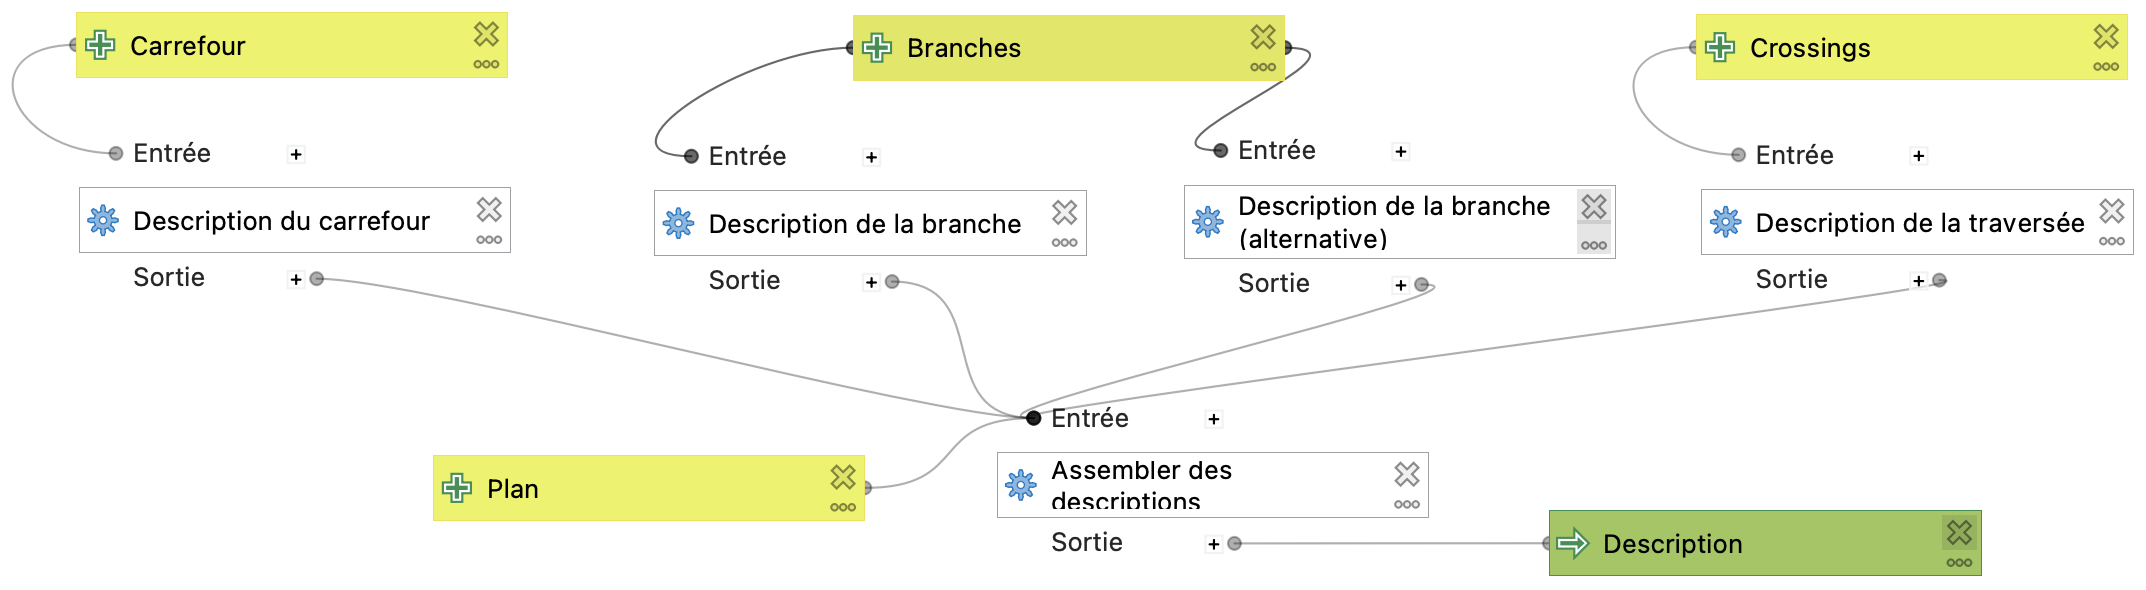 Carrefour
Branches
Crossings
Entrée
Entrée
Entrée
Entrée
Description du carrefour
Description de la branche
Description de la branche
(alternative)
Description de la traversée
Sortie
Sortie
Sortie
Sortie
Entrée
Plan
Assembler des
descriptions
Sortie
Description